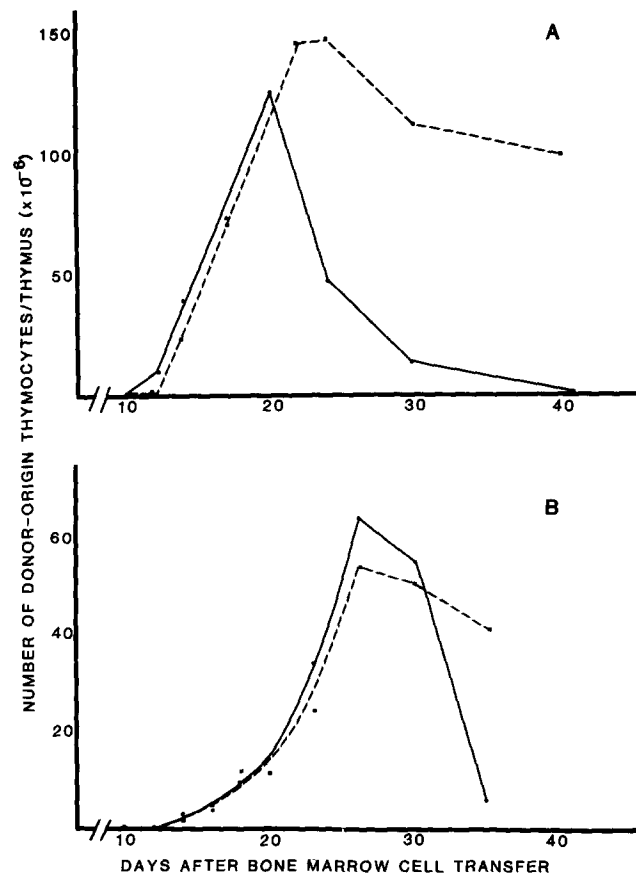 NUMBER OF DONOR-ORIGIN THYMOCYTES/THYMUS (x10⁻⁶)
A
150
100
50
10 20 30 40
B
60
40
20
10 20 30 40
DAYS AFTER BONE MARROW CELL TRANSFER